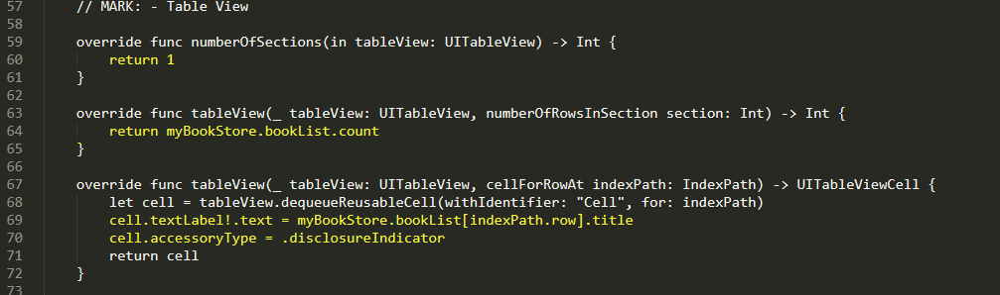 57 // MARK: - Table View
58
59 override func numberOfSections(in tableView: UITableView) -> Int {
60 return 1
61 }
62
63 override func tableView(_ tableView: UITableView, numberOfRowsInSection section: Int) -> Int {
64 return myBookStore.bookList.count
65 }
66
67 override func tableView(_ tableView: UITableView, cellForRowAt indexPath: IndexPath) -> UITableViewCell {
68 let cell = tableView.dequeueReusableCell(withIdentifier: "Cell", for: indexPath)
69 cell.textLabel!.text = myBookStore.bookList[indexPath.row].title
70 cell.accessoryType = .disclosureIndicator
71 return cell
72 }
73